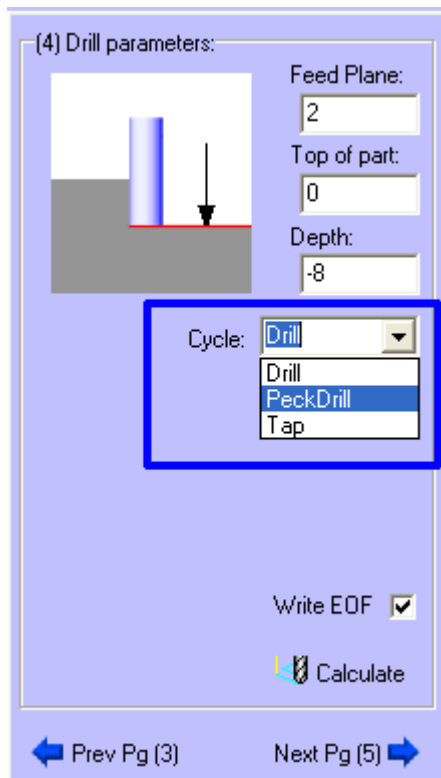 (4) Drill parameters:
Feed Plane:
2
Top of part:
0
Depth:
-8
Cycle: Drill
Drill
PeckDrill
Tap
Write EOF
Calculate
Prev Pg (3) Next Pg (5)